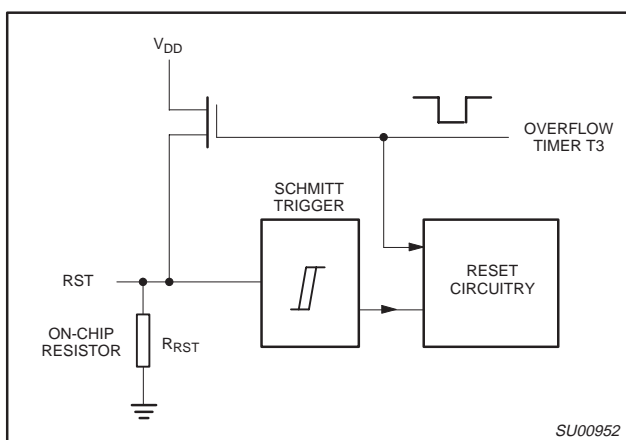 VDD
OVERFLOW
TIMER T3
SCHMITT
TRIGGER
RST
RESET
CIRCUITRY
ON-CHIP
RESISTOR
RRST
SU00952